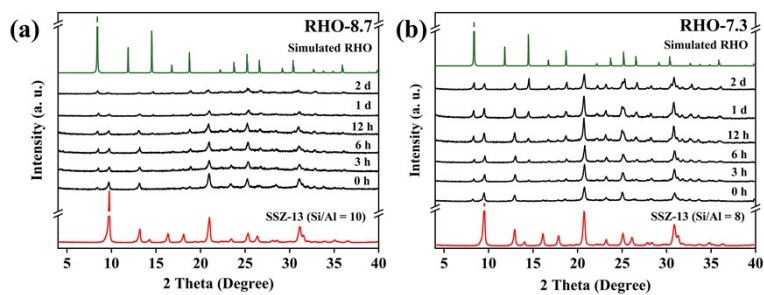 (a)
RHO-8.7
Simulated RHO
2 d
1 d
12 h
6 h
3 h
0 h
SSZ-13 (Si/Al = 10)
Intensity (a. u.)
5 10 15 20 25 30 35 40
2 Theta (Degree)
(b)
RHO-7.3
Simulated RHO
2 d
1 d
12 h
6 h
3 h
0 h
SSZ-13 (Si/Al = 8)
Intensity (a. u.)
5 10 15 20 25 30 35 40
2 Theta (Degree)